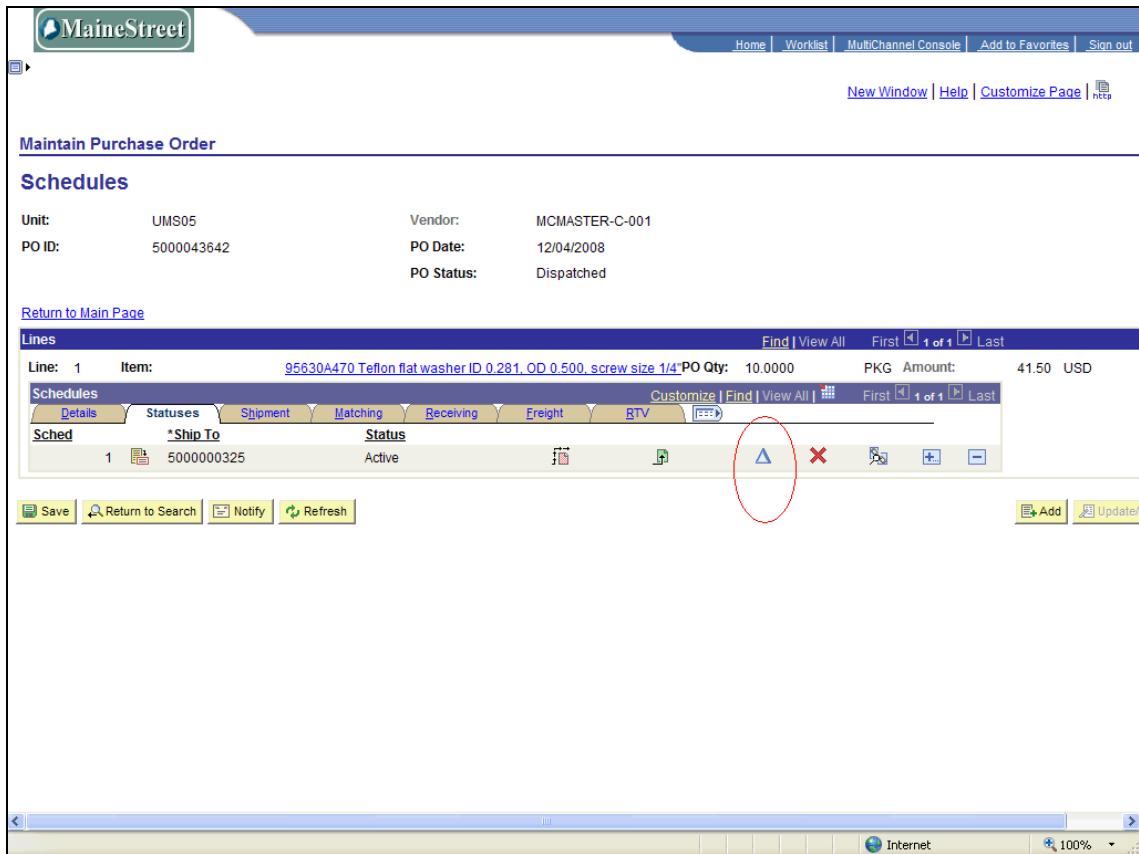 MaineStreet
Home | Worklist | MultiChannel Console | Add to Favorites | Sign out
New Window | Help | Customize Page | http
Maintain Purchase Order
Schedules
Unit: UMS05 Vendor: MCMASTER-C-001
PO ID: 5000043642 PO Date: 12/04/2008
PO Status: Dispatched
Return to Main Page
Lines Find | View All First 1 of 1 Last
Line: 1 Item: 95630A470 Teflon flat washer ID 0.281, OD 0.500, screw size 1/4" PO Qty: 10.0000 PKG Amount: 41.50 USD
Schedules Customize | Find | View All | First 1 of 1 Last
Details Statuses Shipment Matching Receiving Freight RTV
Sched *Ship To Status
1 5000000325 Active
Save Return to Search Notify Refresh Add Update/
Internet 100%